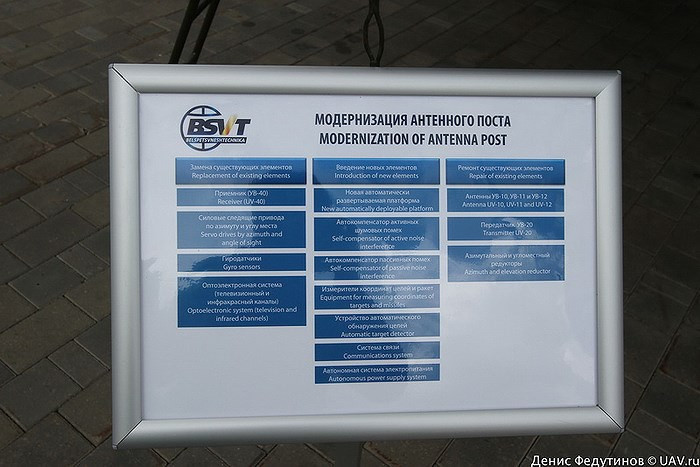 BSVT
BELSPETSVNESHTECHNIKA
МОДЕРНИЗАЦИЯ АНТЕННОГО ПОСТА
MODERNIZATION OF ANTENNA POST
Замена существующих элементов
Replacement of existing elements
Приемник (УВ-40)
Receiver (UV-40)
Силовые следящие привода
по азимуту и углу места
Servo drives by azimuth and
angle of sight
Гиродатчики
Gyro sensors
Оптоэлектронная система
(телевизионный и
инфракрасный каналы)
Optoelectronic system (television and
infrared channels)
Введение новых элементов
Introduction of new elements
Новая автоматически
развертываемая платформа
New automatically deployable platform
Автокомпенсатор активных
шумовых помех
Self-compensator of active noise
interference
Автокомпенсатор пассивных помех
Self-compensator of passive noise
interference
Измерители координат целей и ракет
Equipment for measuring coordinates of
targets and missiles
Устройство автоматического
обнаружения целей
Automatic target detector
Система связи
Communications system
Автономная система электропитания
Autonomous power supply system
Ремонт существующих элементов
Repair of existing elements
Антенны УВ-10, УВ-11 и УВ-12
Antenna UV-10, UV-11 and UV-12
Передатчик УВ-20
Transmitter UV-20
Азимутальный и угломестный
редукторы
Azimuth and elevation reductor
Денис Федутинов © UAV.ru